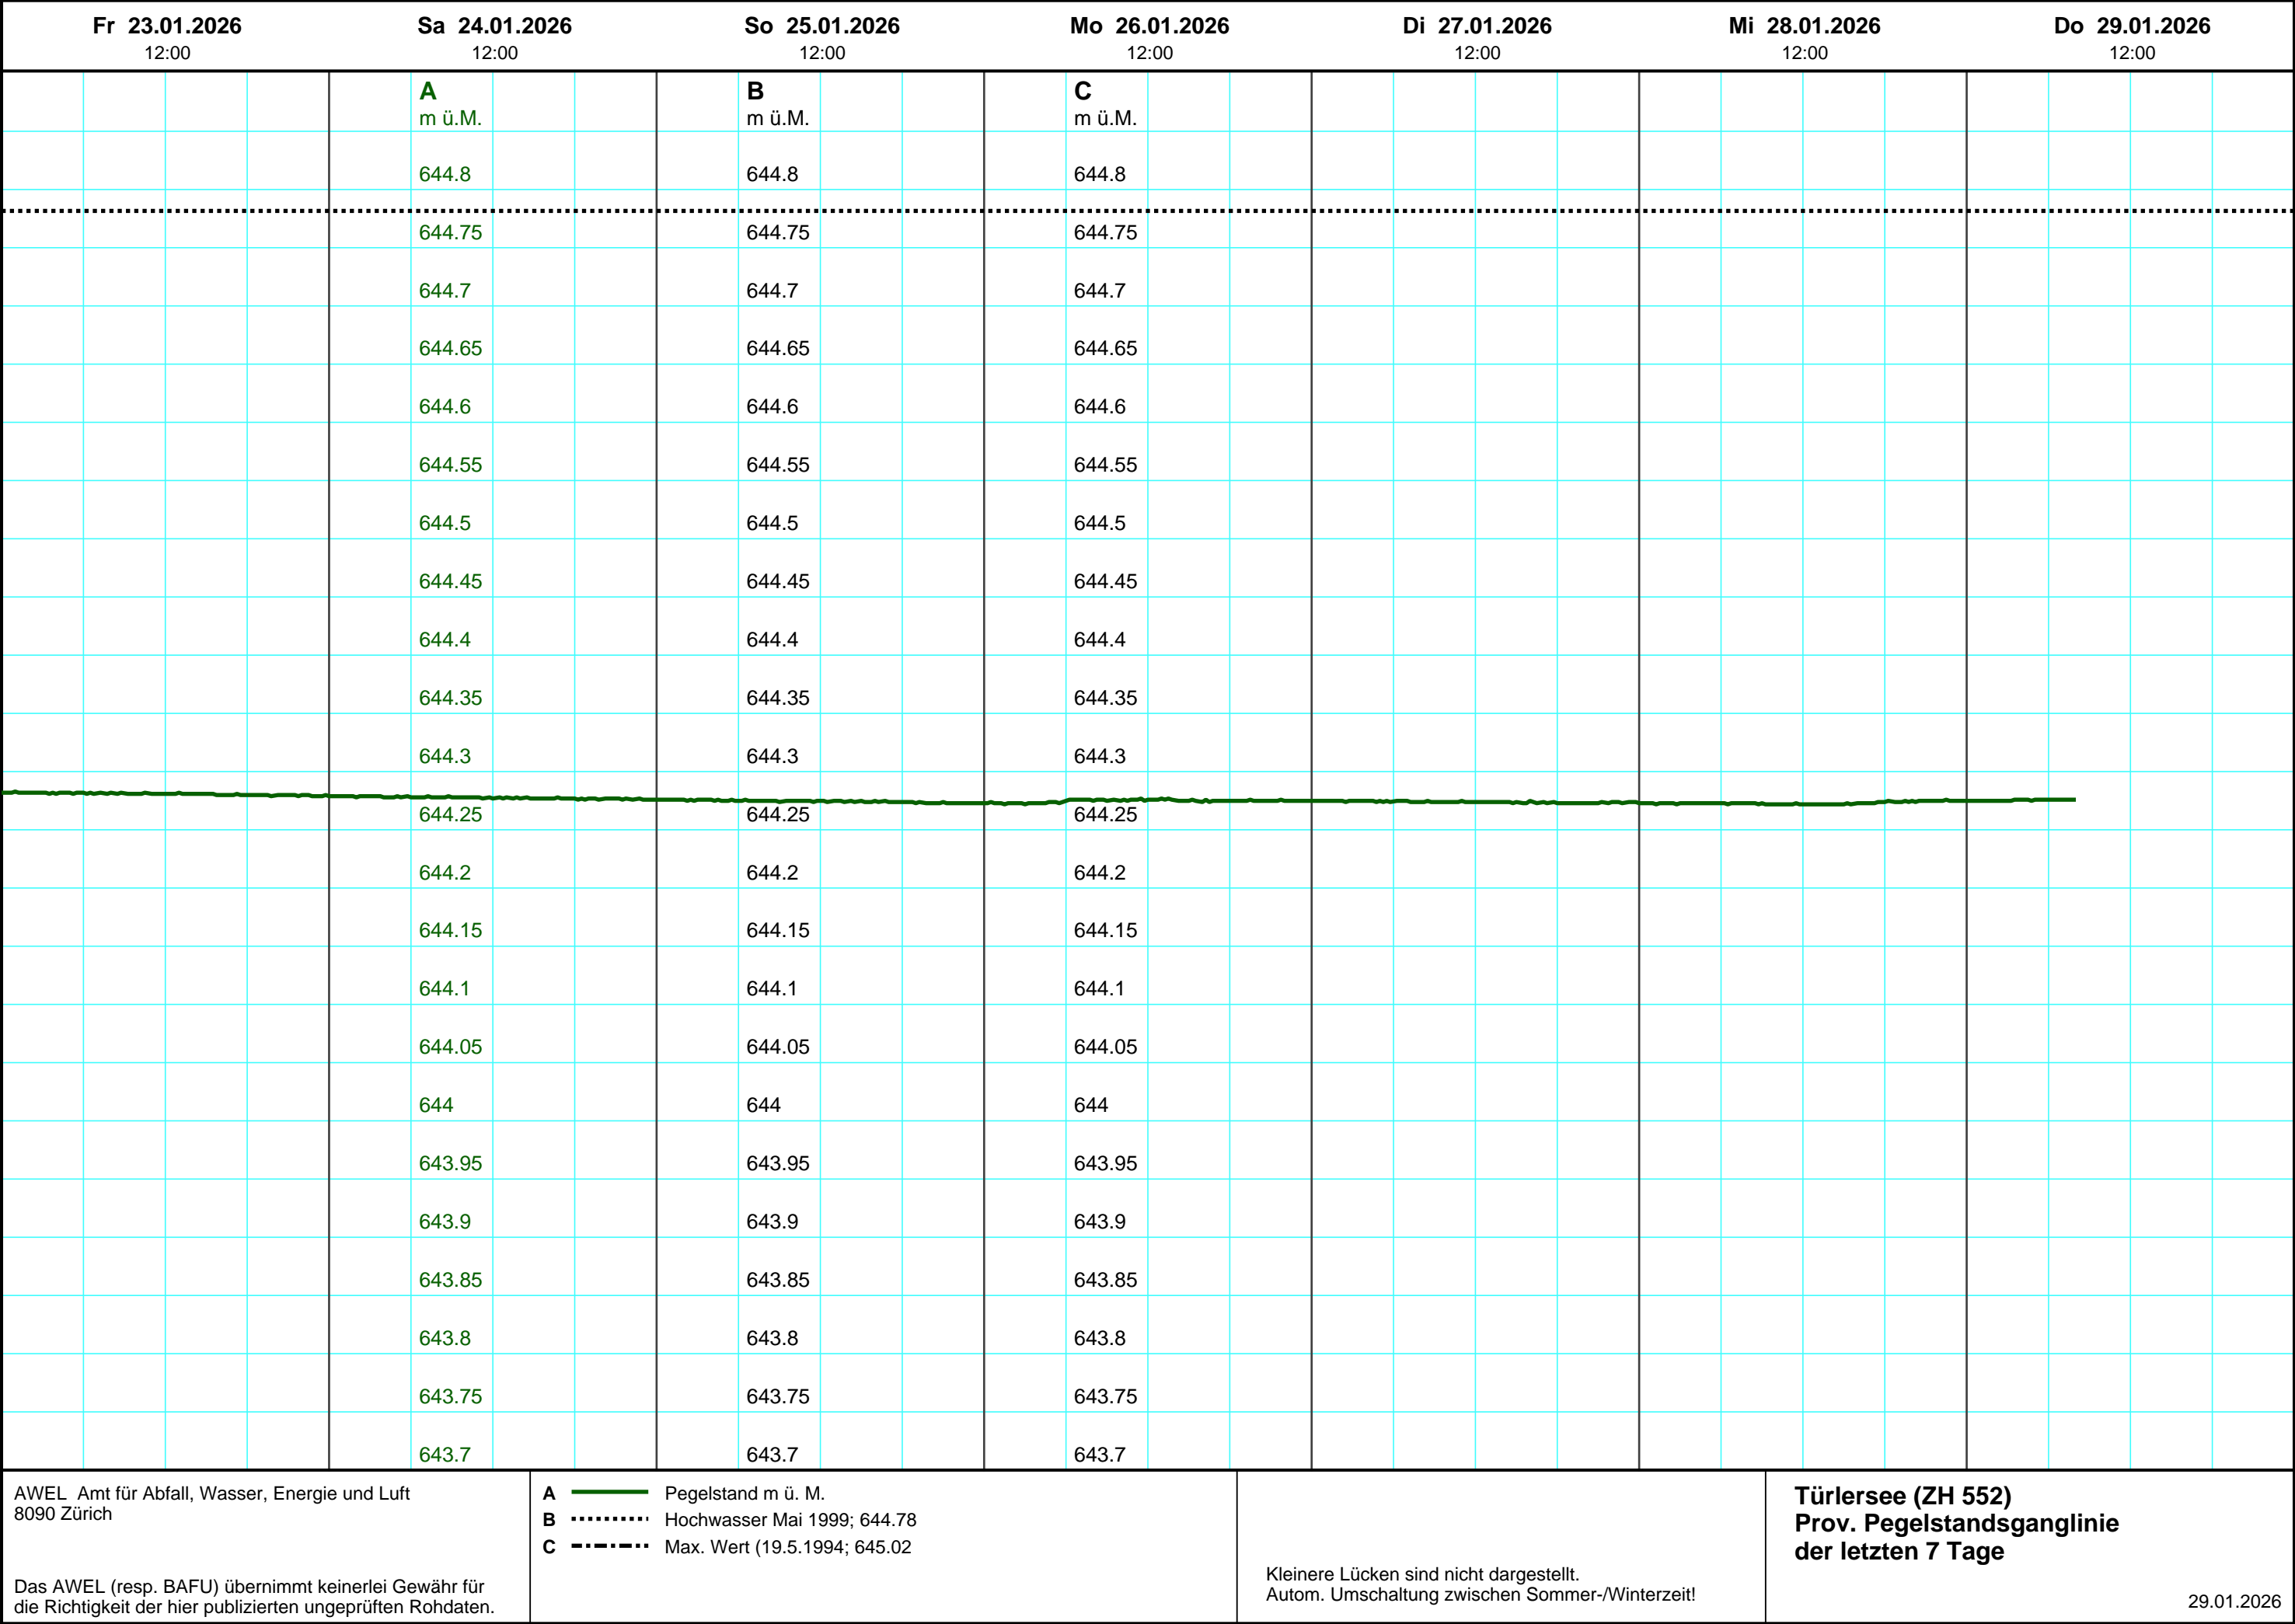 Fr 23.01.2026 Sa 24.01.2026 So 25.01.2026 Mo 26.01.2026 Di 27.01.2026 Mi 28.01.2026 Do 29.01.2026
12:00 12:00 12:00 12:00 12:00 12:00 12:00
A B C
m ü.M. m ü.M. m ü.M.
644.8 644.8 644.8
644.75 644.75 644.75
644.7 644.7 644.7
644.65 644.65 644.65
644.6 644.6 644.6
644.55 644.55 644.55
644.5 644.5 644.5
644.45 644.45 644.45
644.4 644.4 644.4
644.35 644.35 644.35
644.3 644.3 644.3
644.25 644.25 644.25
644.2 644.2 644.2
644.15 644.15 644.15
644.1 644.1 644.1
644.05 644.05 644.05
644 644 644
643.95 643.95 643.95
643.9 643.9 643.9
643.85 643.85 643.85
643.8 643.8 643.8
643.75 643.75 643.75
643.7 643.7 643.7
AWEL Amt für Abfall, Wasser, Energie und Luft
8090 Zürich
Das AWEL (resp. BAFU) übernimmt keinerlei Gewähr für
die Richtigkeit der hier publizierten ungeprüften Rohdaten.
A Pegelstand m ü. M.
B Hochwasser Mai 1999; 644.78
C Max. Wert (19.5.1994; 645.02
Kleinere Lücken sind nicht dargestellt.
Autom. Umschaltung zwischen Sommer-/Winterzeit!
Türlersee (ZH 552)
Prov. Pegelstandsganglinie
der letzten 7 Tage
29.01.2026